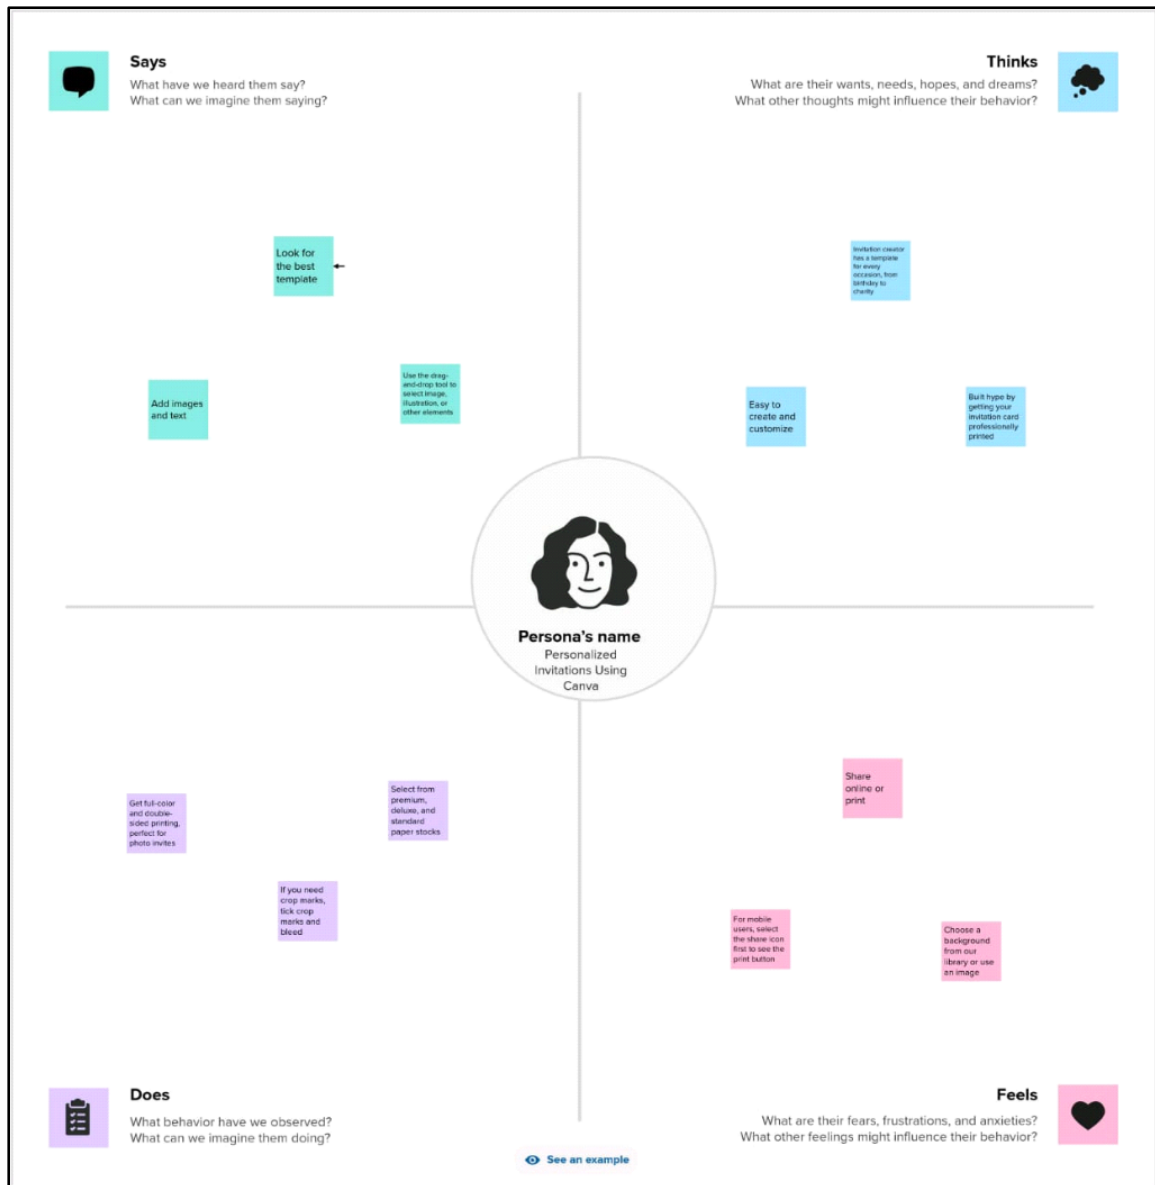 Says
What have we heard them say?
What can we imagine them saying?
Thinks
What are their wants, needs, hopes, and dreams?
What other thoughts might influence their behavior?
Look for
the best
template
Add images
and text
Use the drag-
and-drop tool to
select image,
illustration, or
other elements
Invitation creator
has a template
for every
occasion, from
birthday to
charity
Easy to
create and
customize
Built hype by
getting your
invitation card
professionally
printed
Persona's name
Personalized
Invitations Using
Canva
Get full-color
and double-
sided printing,
perfect for
photo invites
Select from
premium,
deluxe, and
standard
paper stocks
If you need
crop marks,
tick crop
marks and
bleed
Share
online or
print
For mobile
users, select
the share icon
first to see the
print button
Choose a
background
from our
library or use
an image
Does
What behavior have we observed?
What can we imagine them doing?
Feels
What are their fears, frustrations, and anxieties?
What other feelings might influence their behavior?
See an example